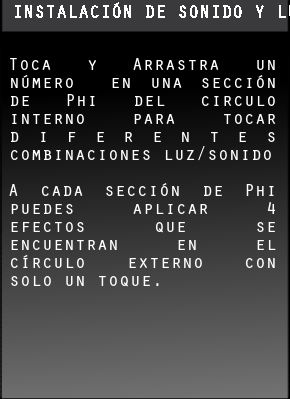 INSTALACIÓN DE SONIDO Y
Toca y Arrastra un
número en una sección
de Phi del circulo
interno para tocar
diferentes
combinaciones luz/sonido
A cada sección de Phi
puedes aplicar 4
efectos que se
encuentran en el
círculo externo con
solo un toque.